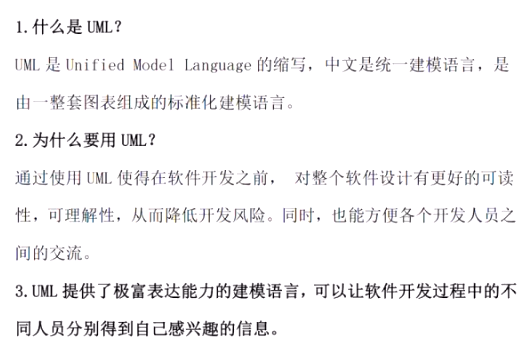 1.什么是 UML？
UML 是 Unified Model Language 的缩写，中文是统一建模语言，是
由一整套图表组成的标准化建模语言。
2.为什么要用 UML？
通过使用 UML 使得在软件开发之前， 对整个软件设计有更好的可读
性，可理解性，从而降低开发风险。同时，也能方便各个开发人员之
间的交流。
3.UML 提供了极富表达能力的建模语言，可以让软件开发过程中的不
同人员分别得到自己感兴趣的信息。